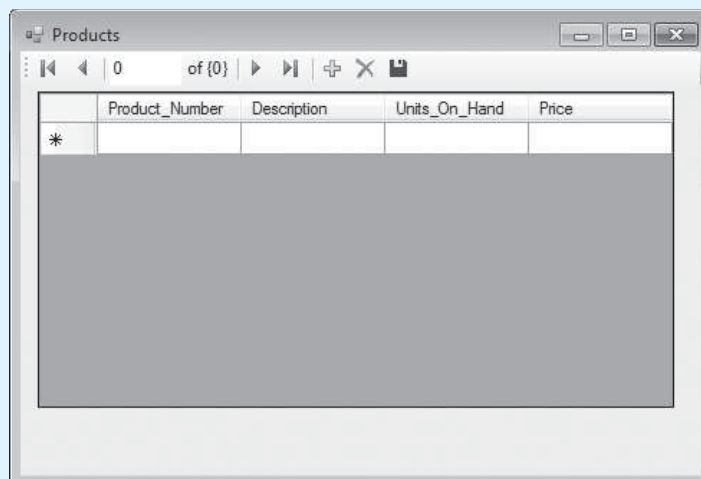 Products
0 of {0}
Product_Number Description Units_On_Hand Price